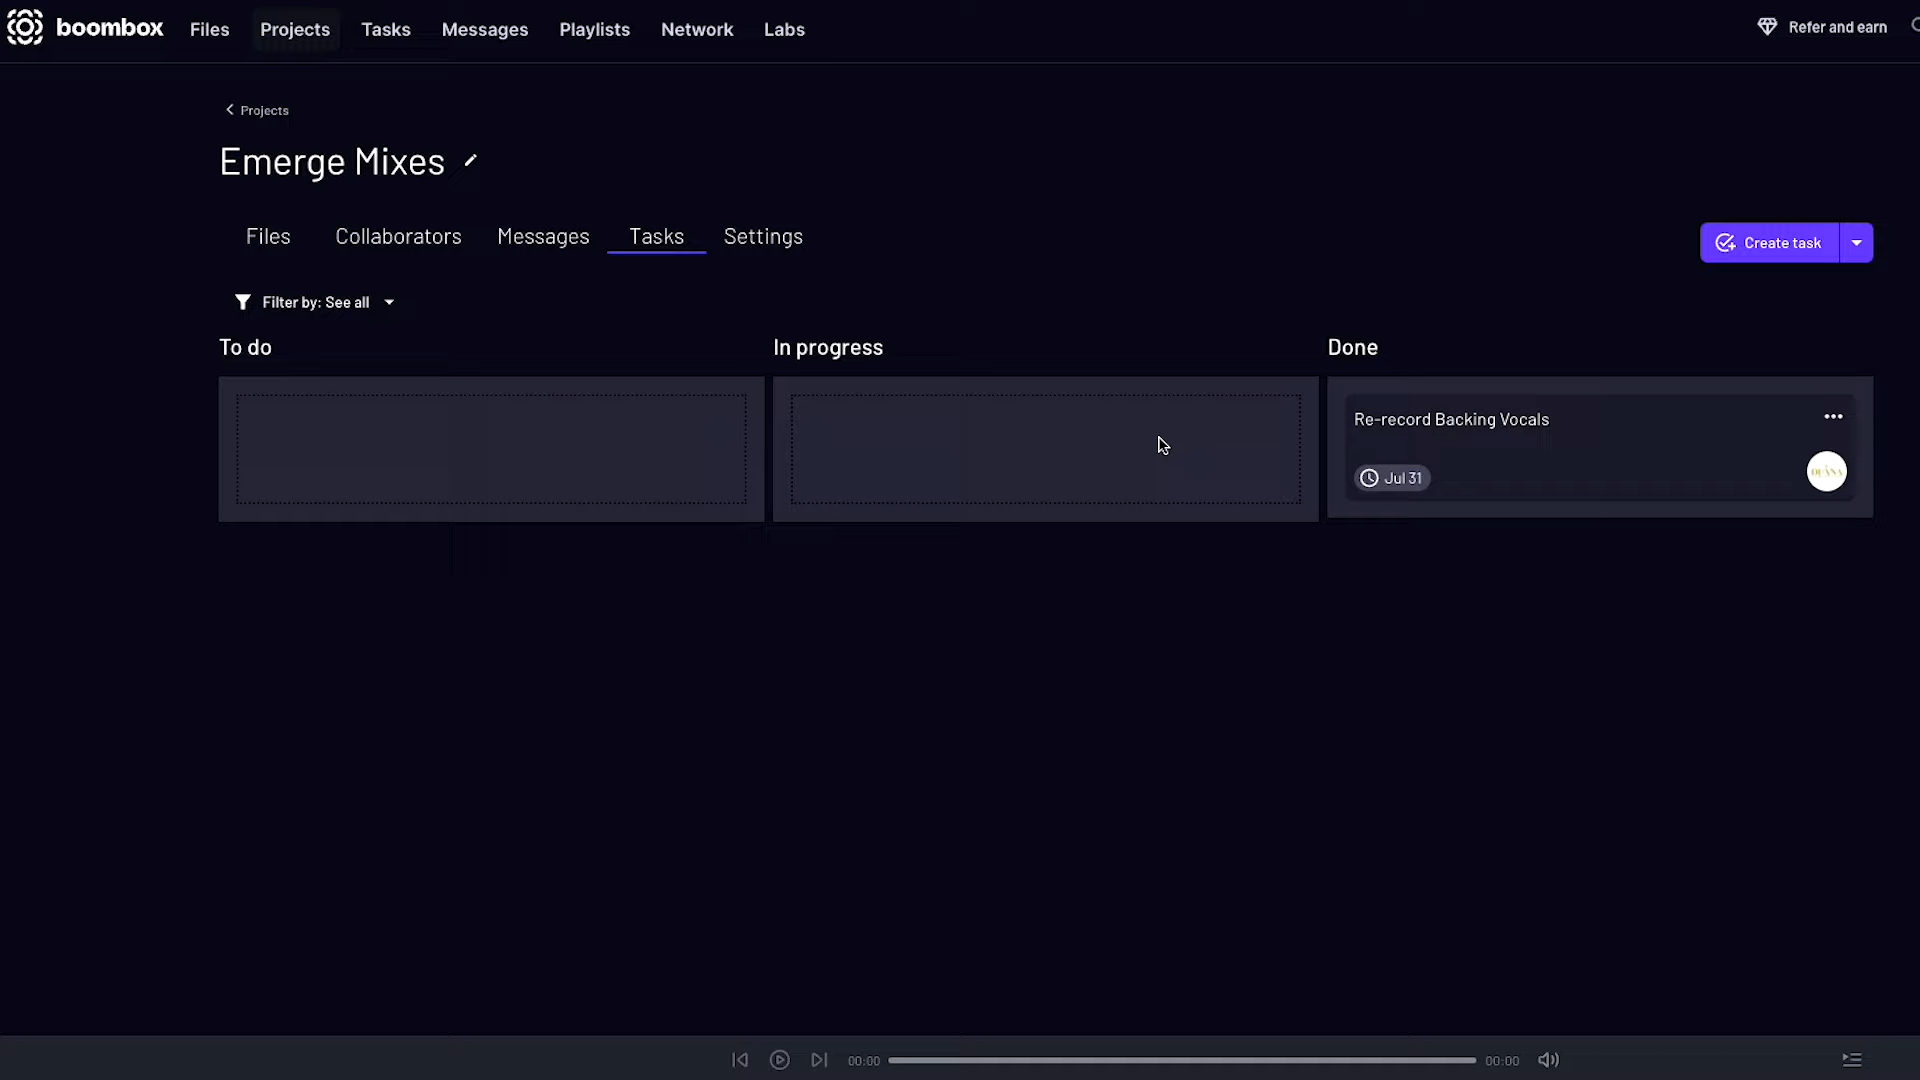 boombox Files Projects Tasks Messages Playlists Network Labs Refer and earn
Projects
Emerge Mixes
Files Collaborators Messages Tasks Settings Create task
Filter by: See all
To do In progress Done
Re-record Backing Vocals
Jul 31
00:00 00:00